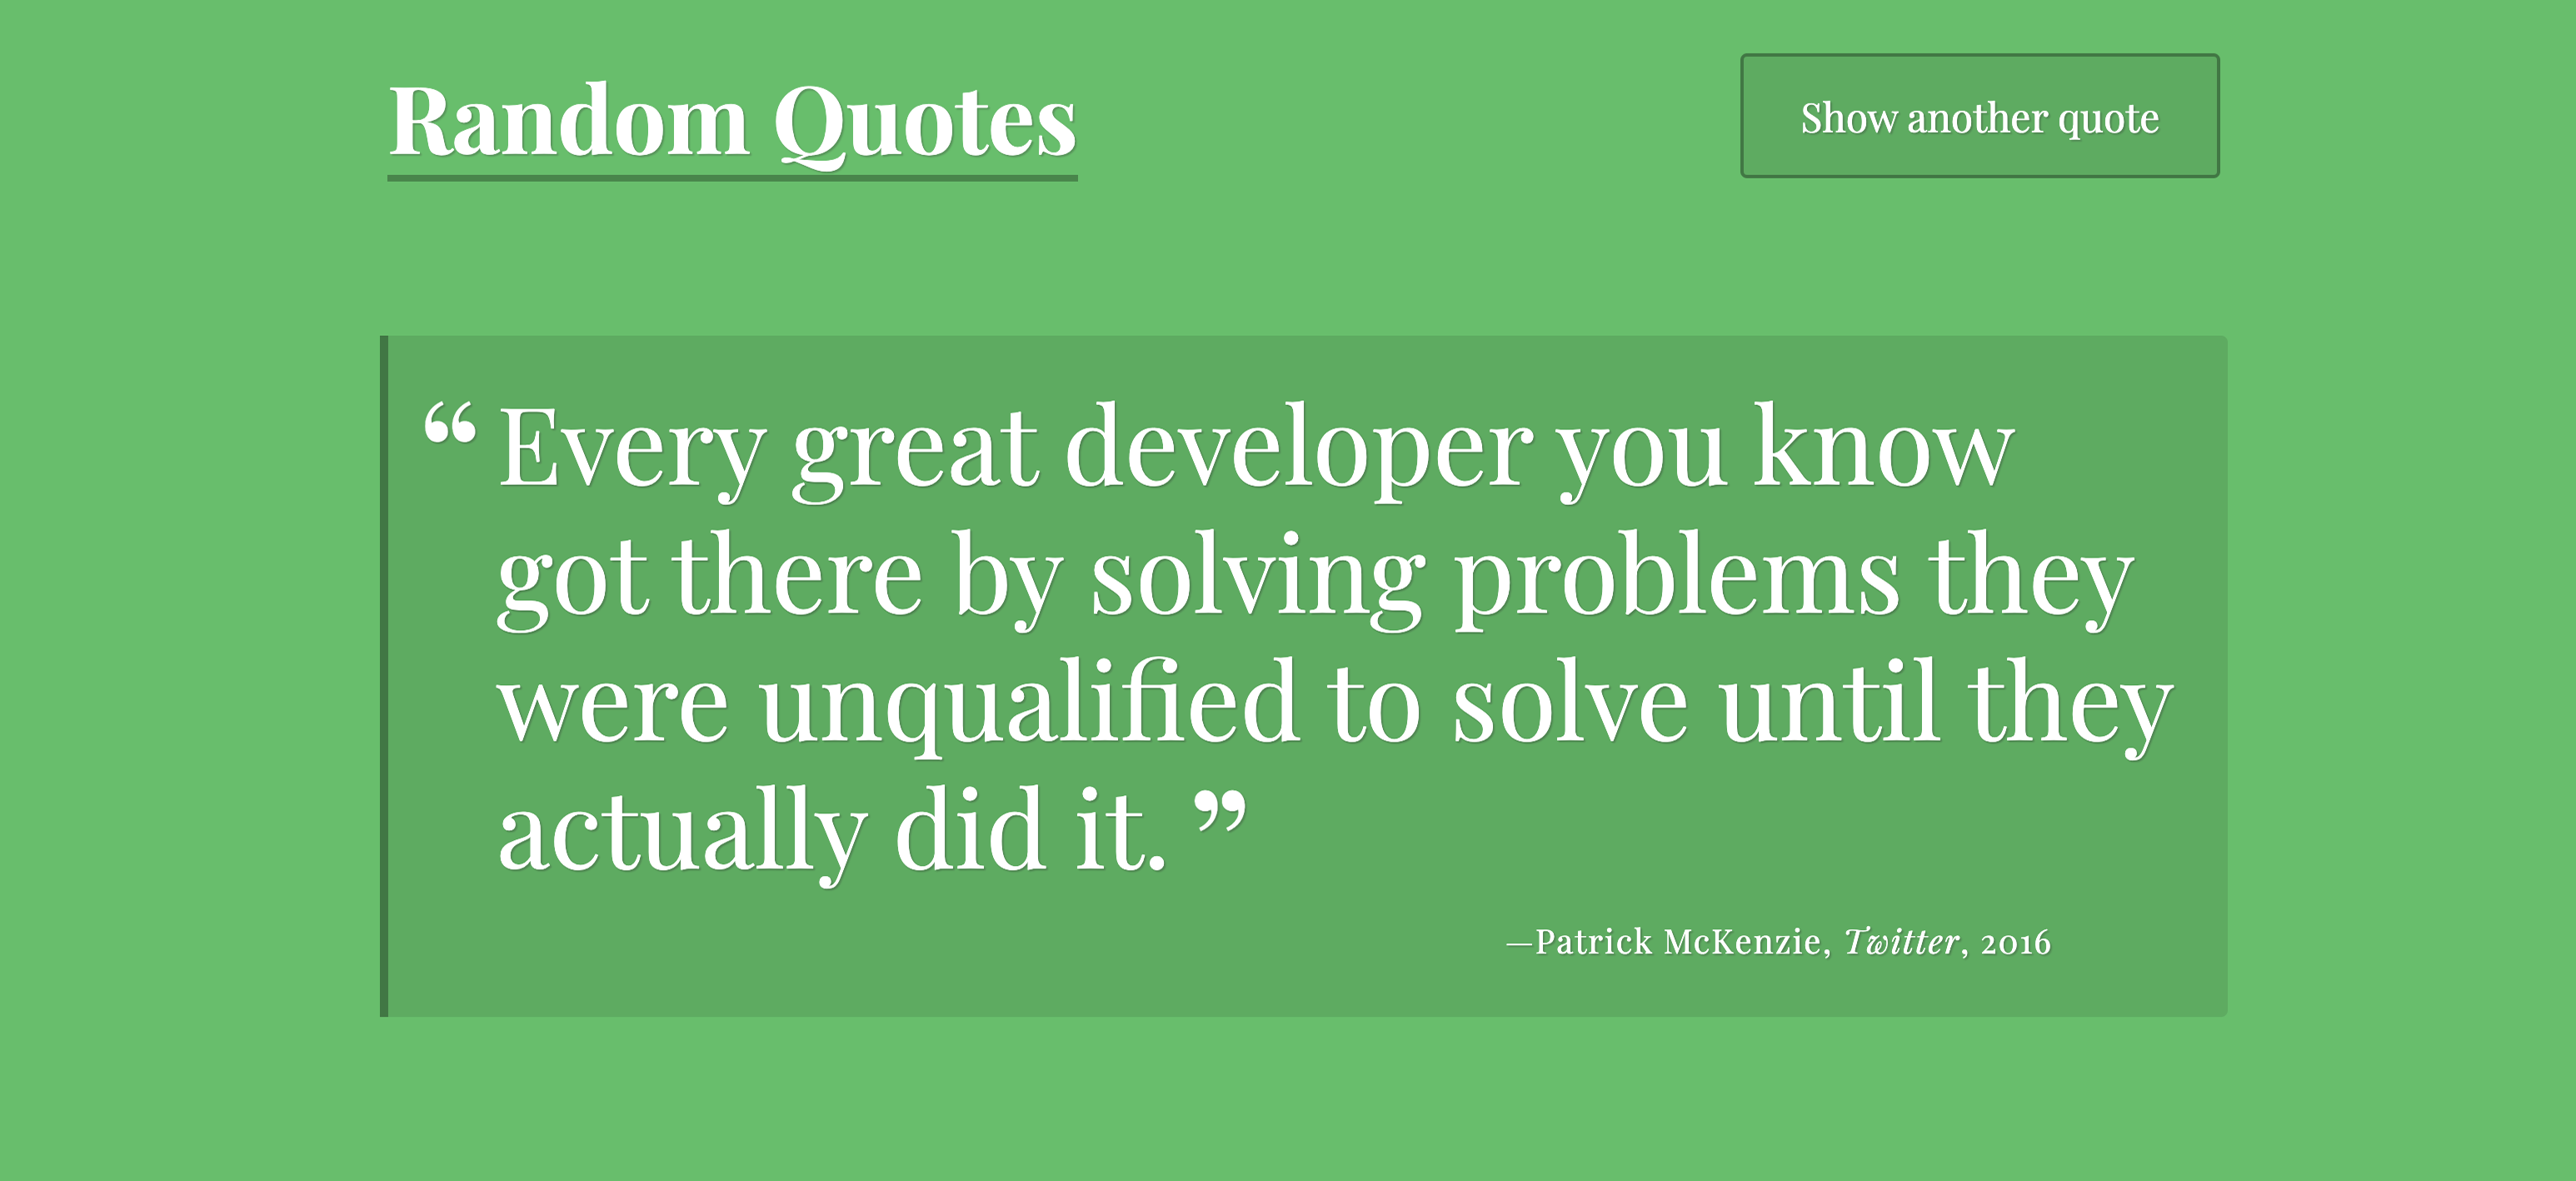 Random Quotes
Show another quote
“ Every great developer you know
got there by solving problems they
were unqualified to solve until they
actually did it. ”
—Patrick McKenzie, Twitter, 2016